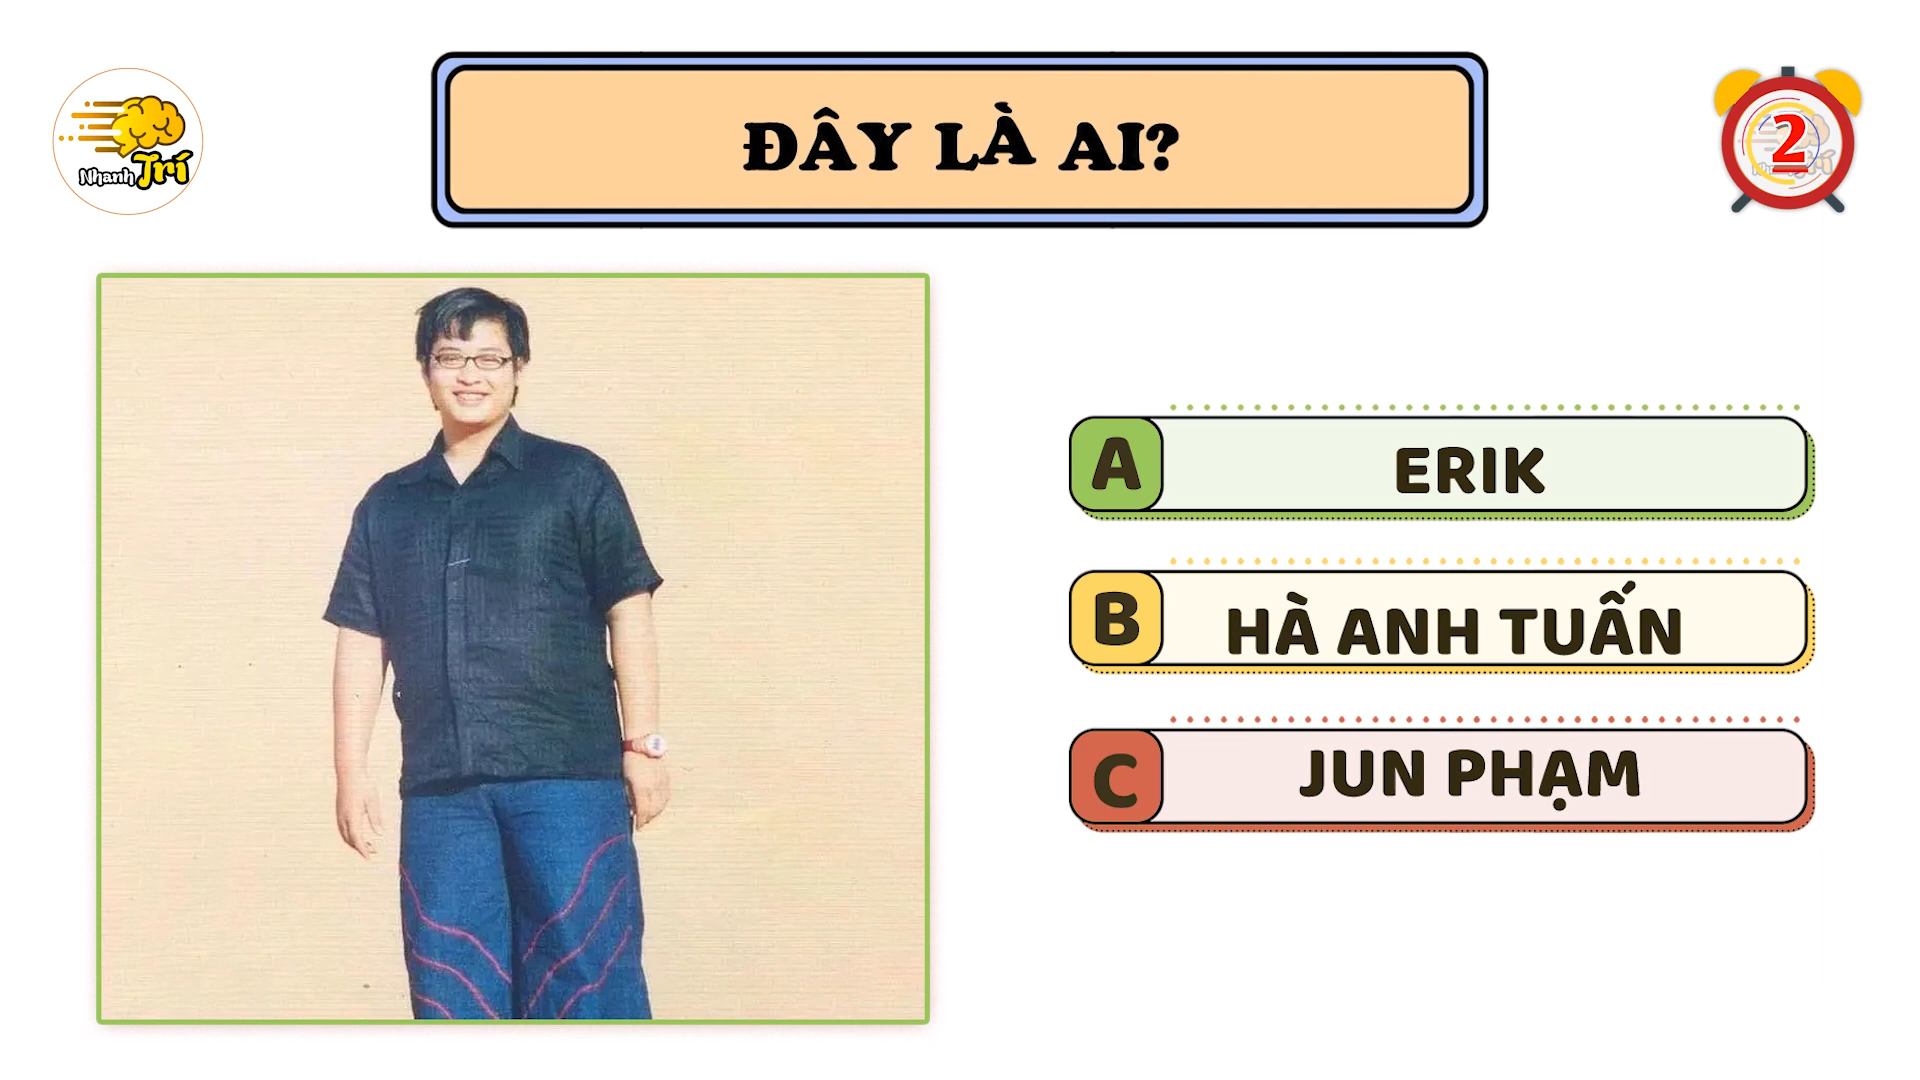 Nhanh Trí
ĐÂY LÀ AI?
2
A
ERIK
B
HÀ ANH TUẤN
C
JUN PHẠM